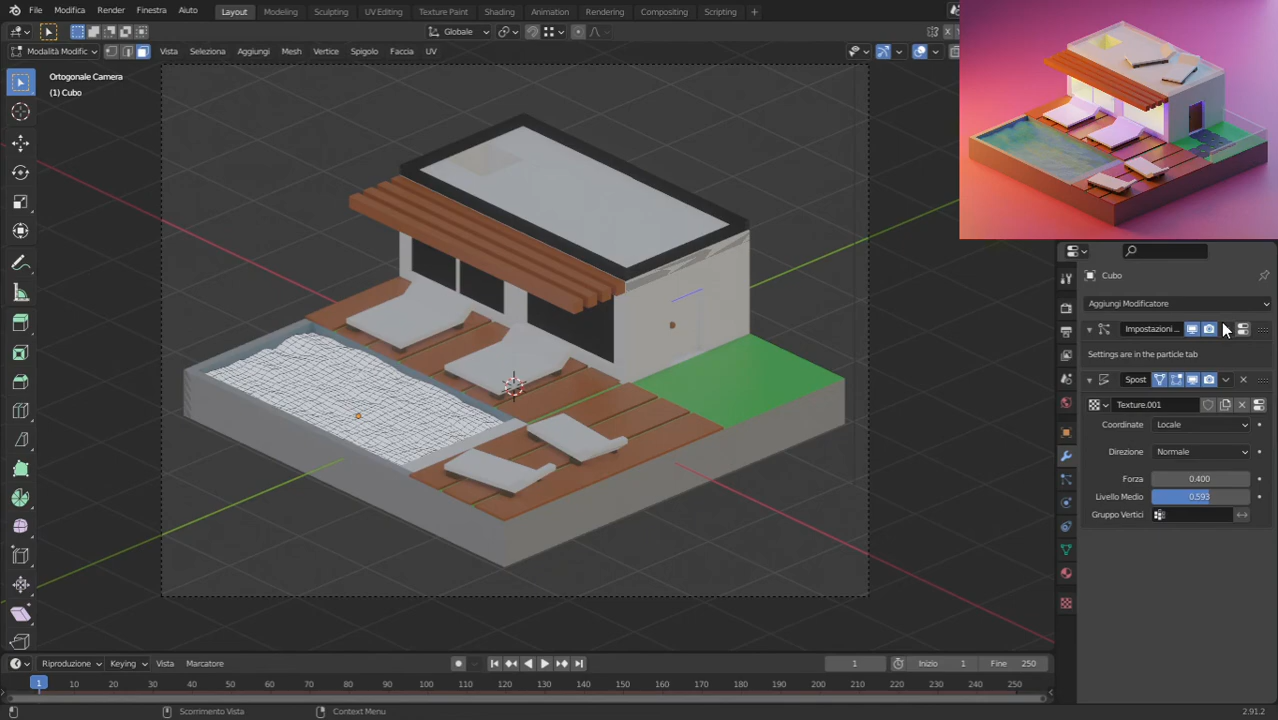 File Modifica Render Finestra Aiuto Layout Modeling Sculpting UV Editing Texture Paint Shading Animation Rendering Compositing Scripting +
Globale
Modalità Modific Vista Seleziona Aggiungi Mesh Vertice Spigolo Faccia UV
Ortogonale Camera
(1) Cubo
Cubo
Aggiungi Modificatore
Impostazioni ...
Settings are in the particle tab
Spost
Texture.001
Coordinate Locale
Direzione Normale
Forza 0.400
Livello Medio 0.593
Gruppo Vertici
Riproduzione Keying Vista Marcatore 1 Inizio 1 Fine 250
1 10 20 30 40 50 60 70 80 90 100 110 120 130 140 150 160 170 180 190 200 210 220 230 240 250
Scorrimento Vista Context Menu 2.91.2